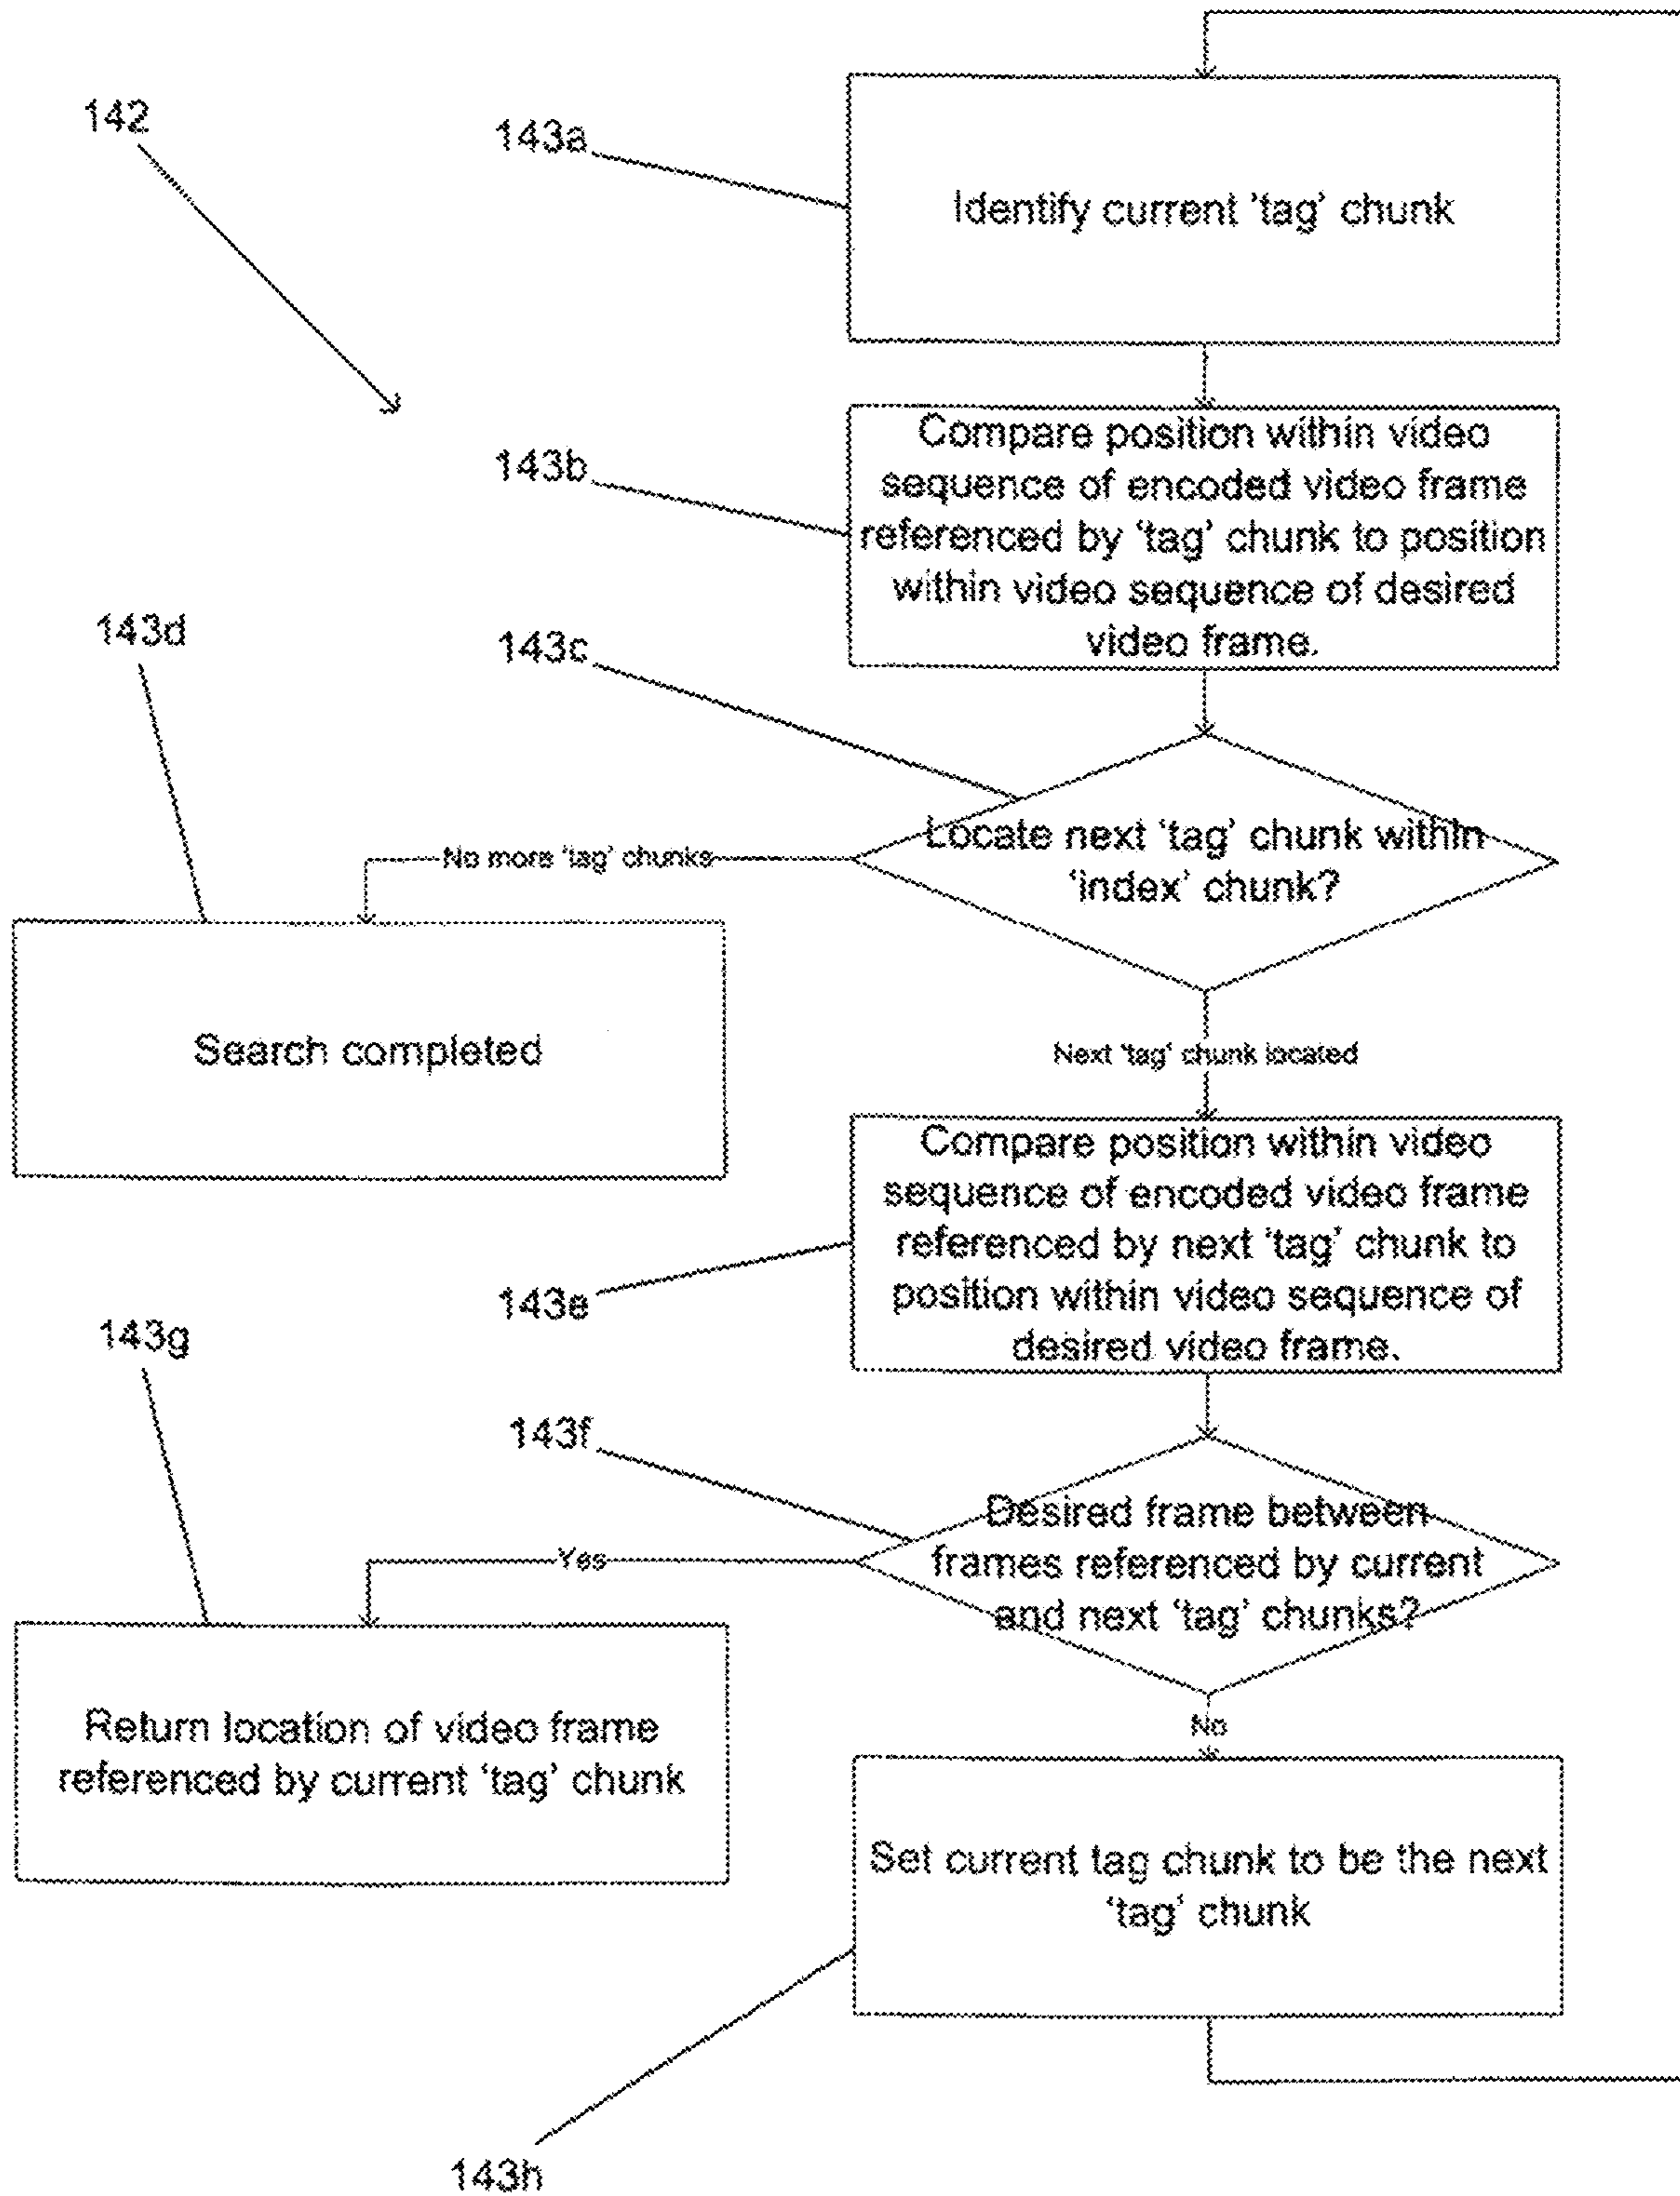 142
143a
Identify current 'tag' chunk
143b
Compare position within video
sequence of encoded video frame
referenced by 'tag' chunk to position
within video sequence of desired
video frame.
143d
143c
Locate next 'tag' chunk within
'index' chunk?
No more 'tag' chunks
Search completed
Next 'tag' chunk located
Compare position within video
sequence of encoded video frame
referenced by next 'tag' chunk to
position within video sequence of
desired video frame.
143e
143g
143f
Desired frame between
frames referenced by current
and next 'tag' chunks?
Yes
Return location of video frame
referenced by current 'tag' chunk
No
Set current tag chunk to be the next
'tag' chunk
143h